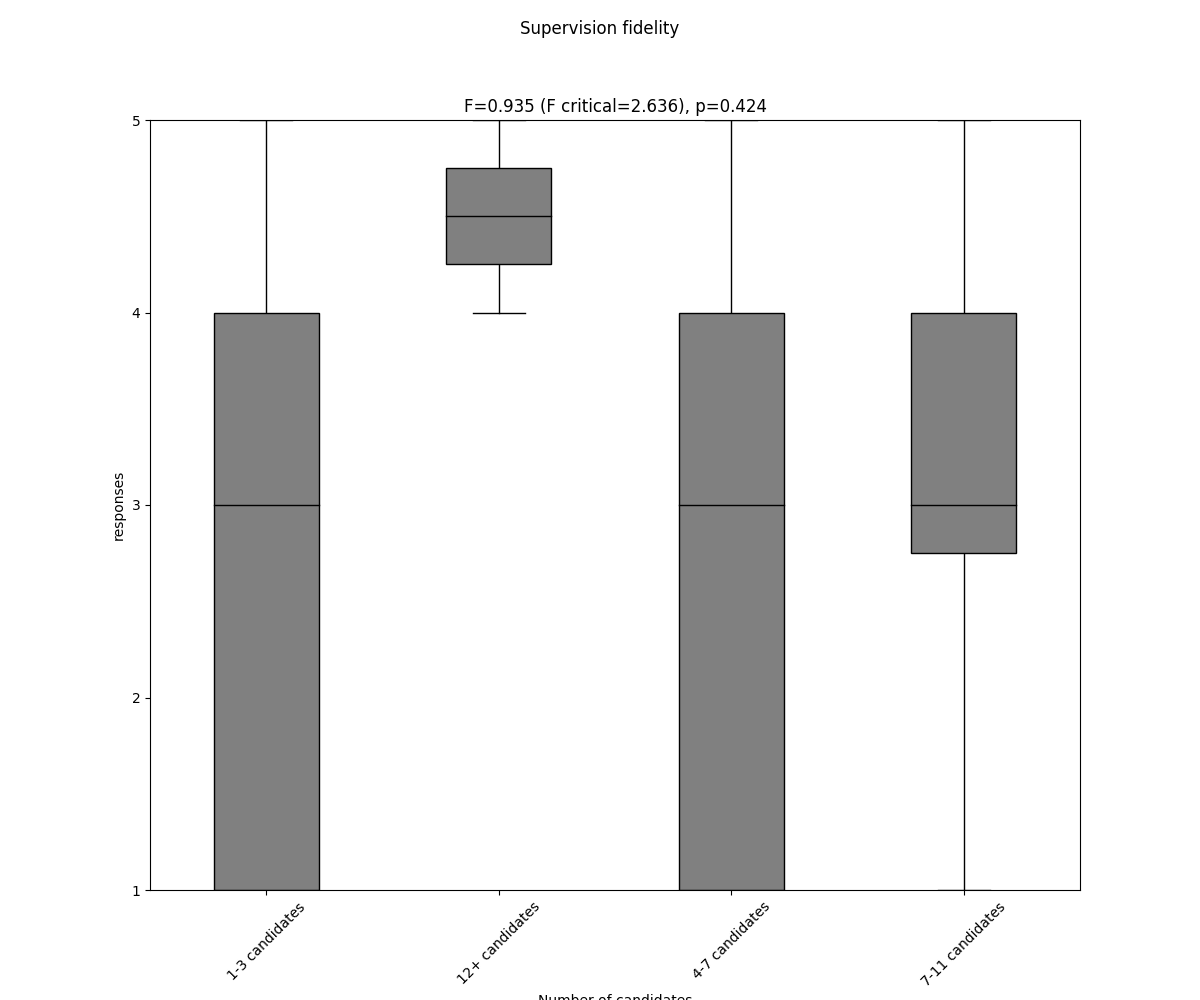 Supervision fidelity
F=0.935 (F critical=2.636), p=0.424
5
4
3
2
1
responses
1-3 candidates
12+ candidates
4-7 candidates
7-11 candidates
Number of candidates